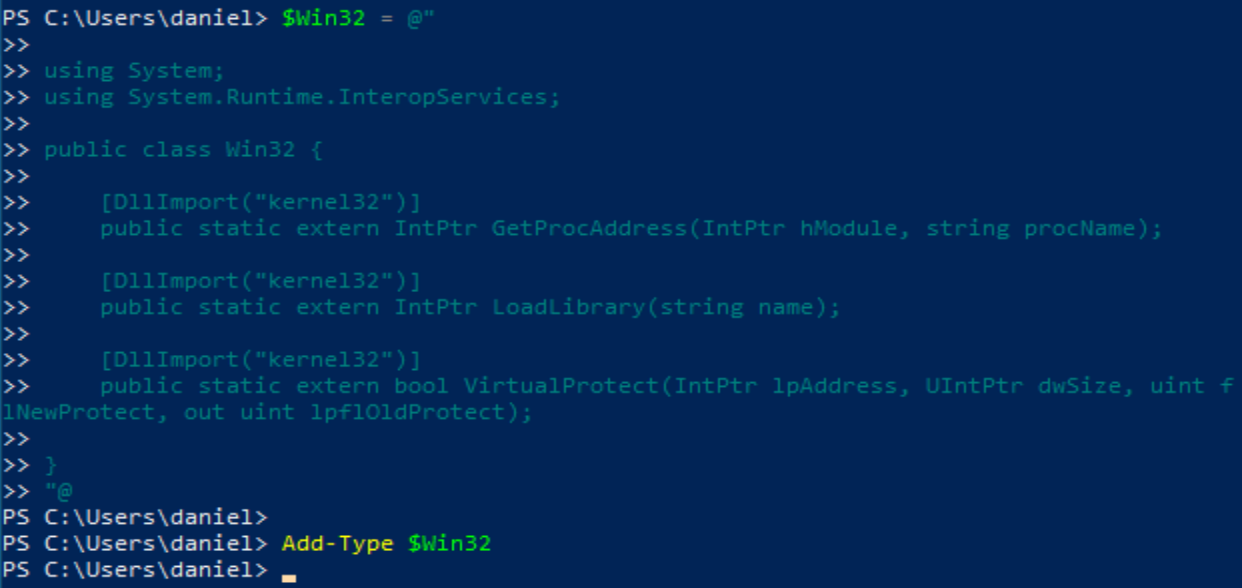 PS C:\Users\daniel> $Win32 = @"
>>
>> using System;
>> using System.Runtime.InteropServices;
>>
>> public class Win32 {
>>
>>     [DllImport("kernel32")]
>>     public static extern IntPtr GetProcAddress(IntPtr hModule, string procName);
>>
>>     [DllImport("kernel32")]
>>     public static extern IntPtr LoadLibrary(string name);
>>
>>     [DllImport("kernel32")]
>>     public static extern bool VirtualProtect(IntPtr lpAddress, UIntPtr dwSize, uint f
lNewProtect, out uint lpflOldProtect);
>>
>> }
>> "@
PS C:\Users\daniel>
PS C:\Users\daniel> Add-Type $Win32
PS C:\Users\daniel> _